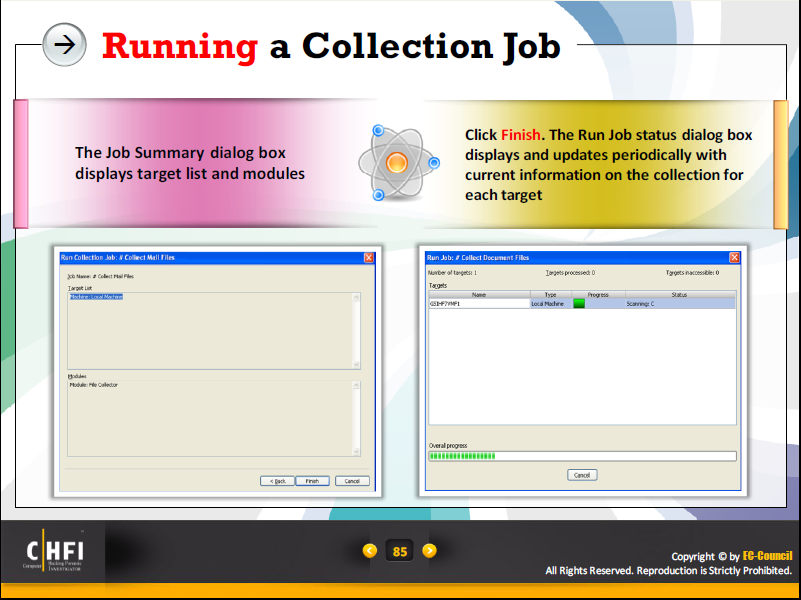 Running a Collection Job
The Job Summary dialog box
displays target list and modules
Click Finish. The Run Job status dialog box
displays and updates periodically with
current information on the collection for
each target
Run Collection Job: # Collect Mail Files
Job Name: # Collect Mail Files
Target List
Machine: Local Machine
Modules
Module: File Collector
< Back Finish Cancel
Run Job: # Collect Document Files
Number of targets: 1 Targets processed: 0 Targets inaccessible: 0
Targets
Name Type Progress Status
Local Machine Scanning: C
Overall progress
Cancel
CHFI
Computer Hacking Forensic
INVESTIGATOR
85
Copyright © by EC-Council
All Rights Reserved. Reproduction is Strictly Prohibited.